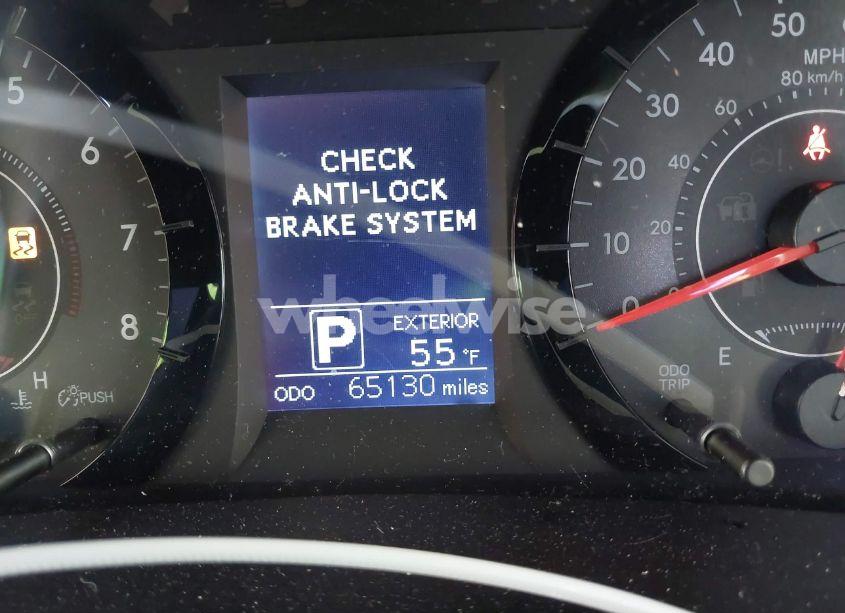 CHECK
ANTI-LOCK
BRAKE SYSTEM
EXTERIOR
P
55 °F
ODO 65130 miles
5
6
7
8
H
PUSH
50
40
30
20
10
0
MPH
80 km/h
60
40
20
0
E
ODO
TRIP
wheelwise